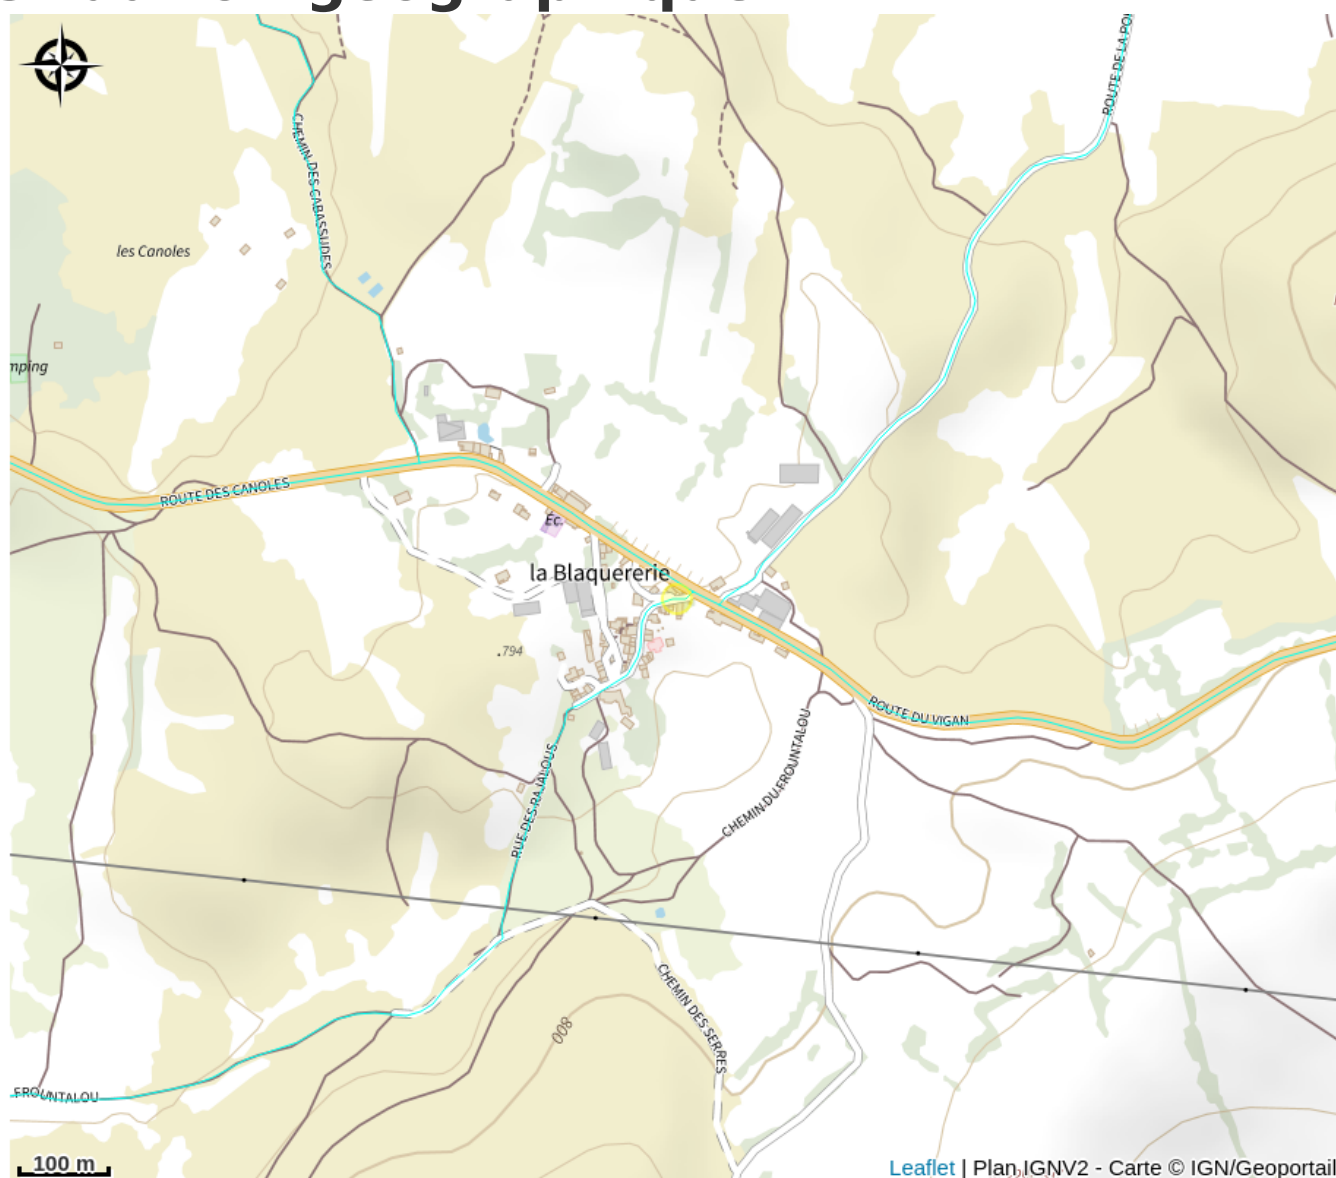 ROUTE DE LA PO
CHEMIN DES CABASSUDES
les Canoles
mping
ROUTE DES CANOLES
Éc.
la Blaquererie
.794
ROUTE DU VIGAN
CHEMIN DU FROUNTALOU
RUE DES RAJALOUS
CHEMIN DES SERRES
800
FROUNTALOU
100 m
Leaflet | Plan IGNV2 - Carte © IGN/Geoportail